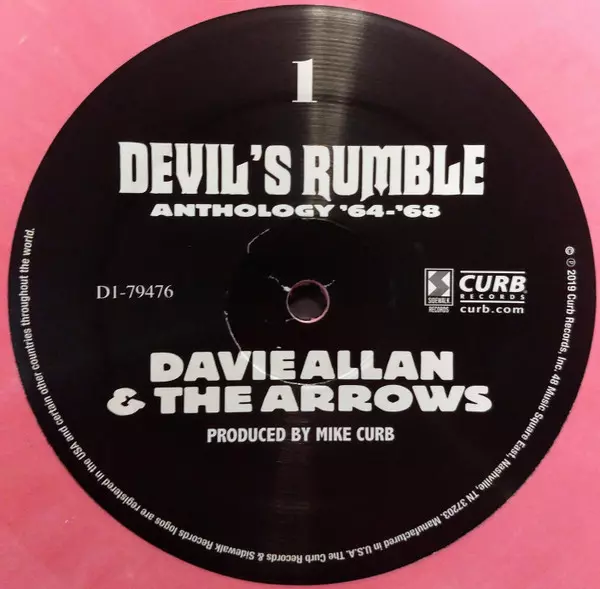 1
DEVIL'S RUMBLE
ANTHOLOGY '64-'68
D1-79476
SIDEWALK
RECORDS
CURB
RECORDS
curb.com
DAVIE ALLAN
& THE ARROWS
PRODUCED BY MIKE CURB
© ℗ 2019 Curb Records, Inc. 48 Music Square East, Nashville, TN 37203. Manufactured in U.S.A. The Curb Records & Sidewalk Records logos are registered in the USA and certain other countries throughout the world.